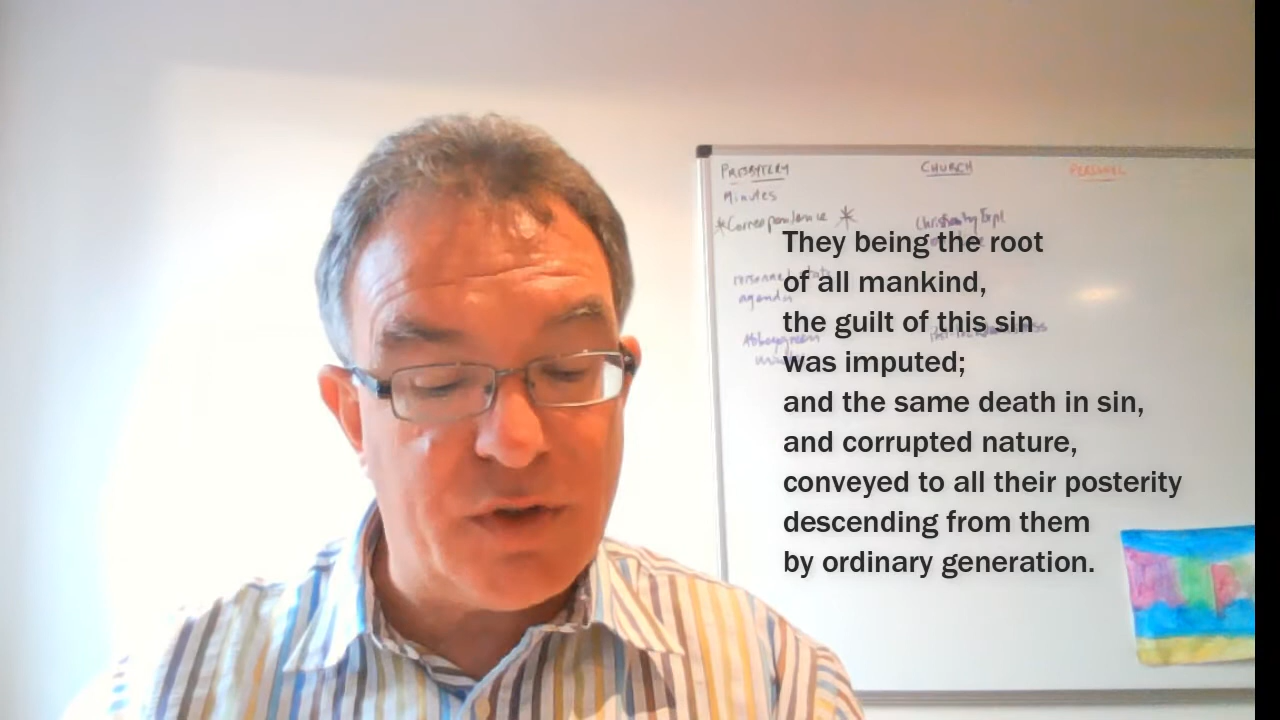 PRESBYTERY
CHURCH
PERSONAL
Minutes
*Correspondence *
They being the root
of all mankind,
the guilt of this sin
was imputed;
and the same death in sin,
and corrupted nature,
conveyed to all their posterity
descending from them
by ordinary generation.
agenda
Abbeygreen